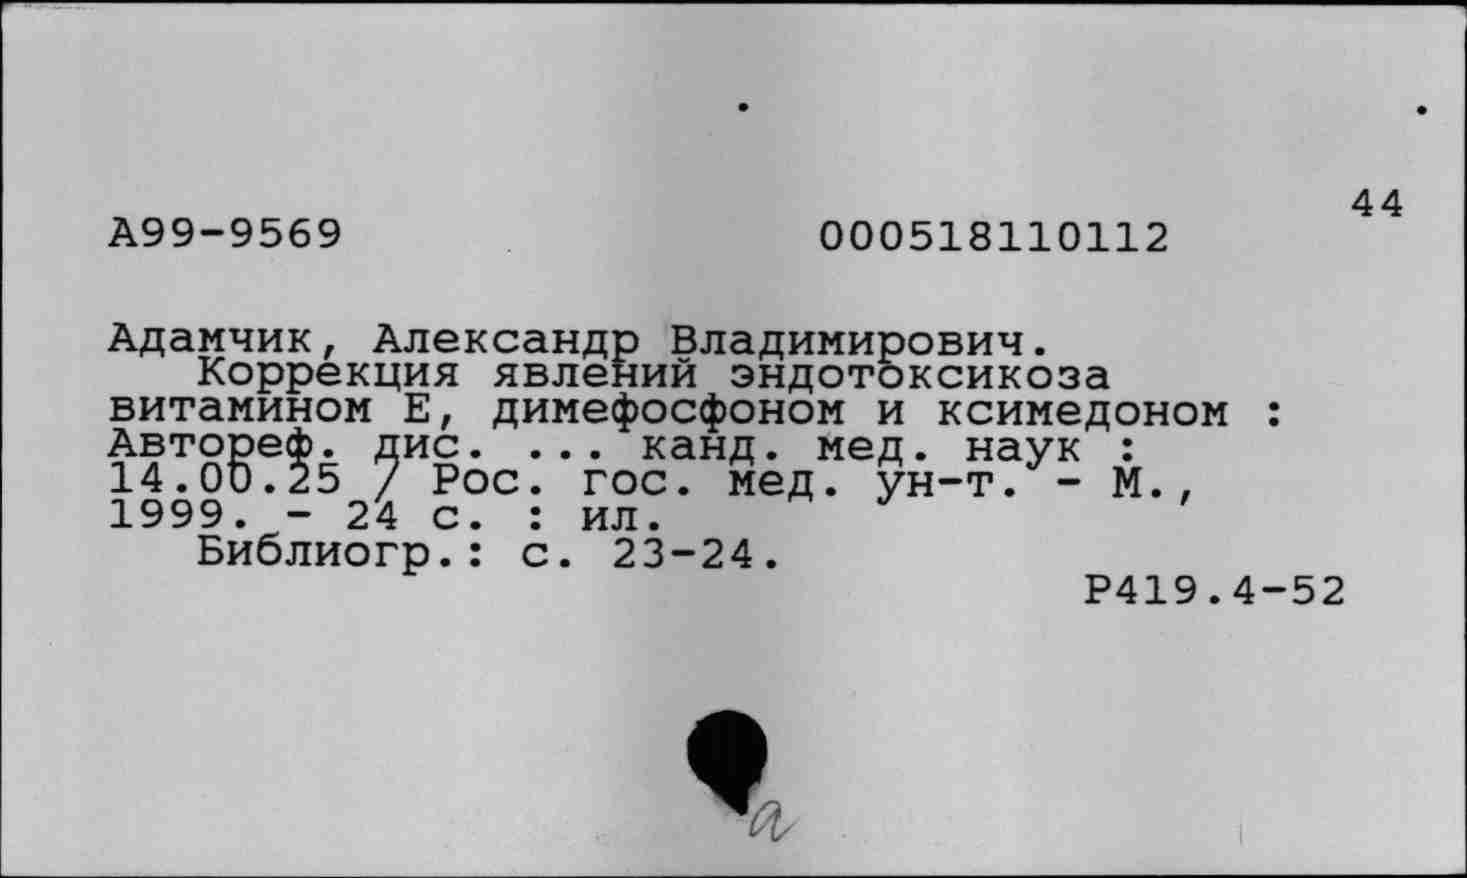 44
А99-9569 000518110112
Адамчик, Александр Владимирович.
Коррекция явлений эндотоксикоза
витамином Е, димефосфоном и ксимедоном :
Автореф. дис. ... канд. мед. наук :
14.00.25 / Рос. гос. мед. ун-т. - М.,
1999. - 24 с. : ил.
Библиогр.: с. 23-24.
Р419.4-52
а